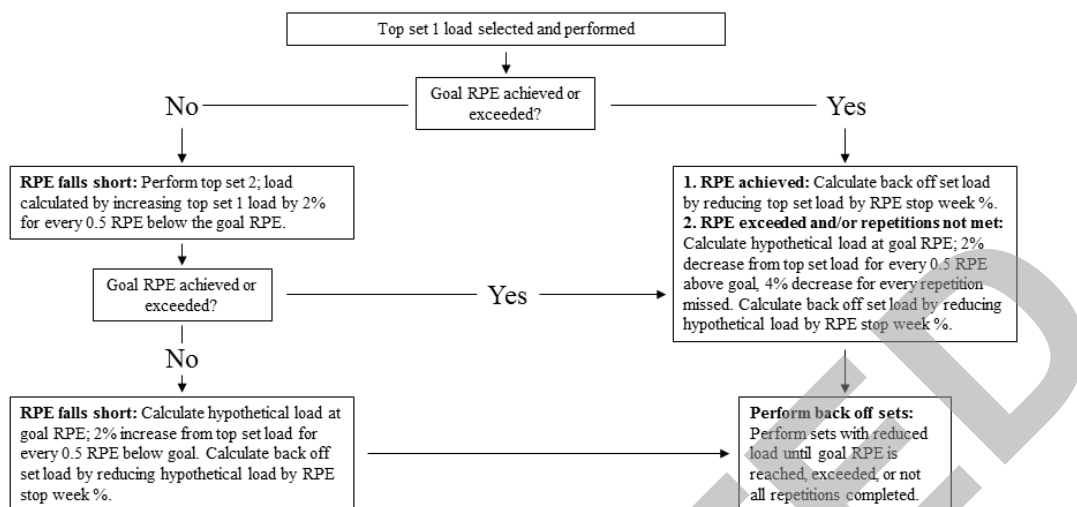 Top set 1 load selected and performed
Goal RPE achieved or
exceeded?
No
Yes
RPE falls short: Perform top set 2; load
calculated by increasing top set 1 load by 2%
for every 0.5 RPE below the goal RPE.
1. RPE achieved: Calculate back off set load
by reducing top set load by RPE stop week %.
2. RPE exceeded and/or repetitions not met:
Calculate hypothetical load at goal RPE; 2%
decrease from top set load for every 0.5 RPE
above goal, 4% decrease for every repetition
missed. Calculate back off set load by reducing
hypothetical load by RPE stop week %.
Goal RPE achieved or
exceeded?
Yes
No
RPE falls short: Calculate hypothetical load at
goal RPE; 2% increase from top set load for
every 0.5 RPE below goal. Calculate back off
set load by reducing hypothetical load by RPE
stop week %.
Perform back off sets:
Perform sets with reduced
load until goal RPE is
reached, exceeded, or not
all repetitions completed.